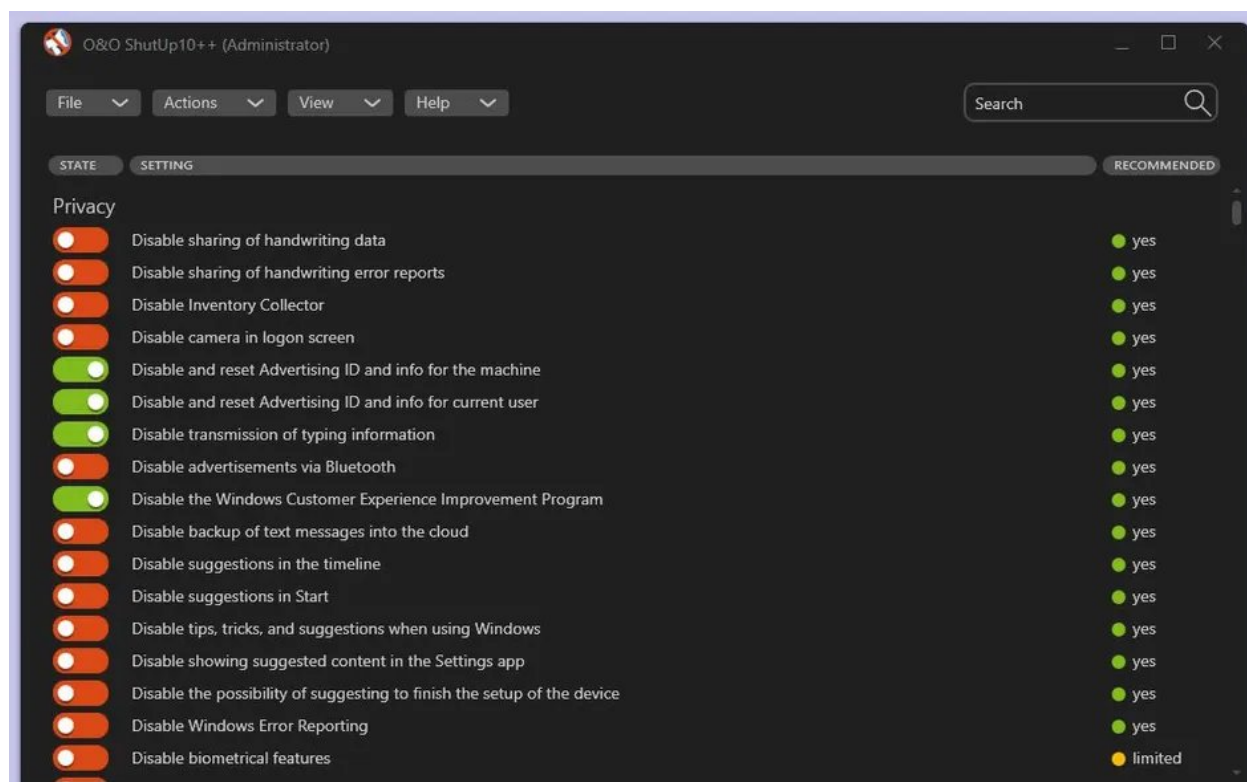 O&O ShutUp10++ (Administrator)
File Actions View Help Search
STATE SETTING RECOMMENDED
Privacy
Disable sharing of handwriting data yes
Disable sharing of handwriting error reports yes
Disable Inventory Collector yes
Disable camera in logon screen yes
Disable and reset Advertising ID and info for the machine yes
Disable and reset Advertising ID and info for current user yes
Disable transmission of typing information yes
Disable advertisements via Bluetooth yes
Disable the Windows Customer Experience Improvement Program yes
Disable backup of text messages into the cloud yes
Disable suggestions in the timeline yes
Disable suggestions in Start yes
Disable tips, tricks, and suggestions when using Windows yes
Disable showing suggested content in the Settings app yes
Disable the possibility of suggesting to finish the setup of the device yes
Disable Windows Error Reporting yes
Disable biometrical features limited